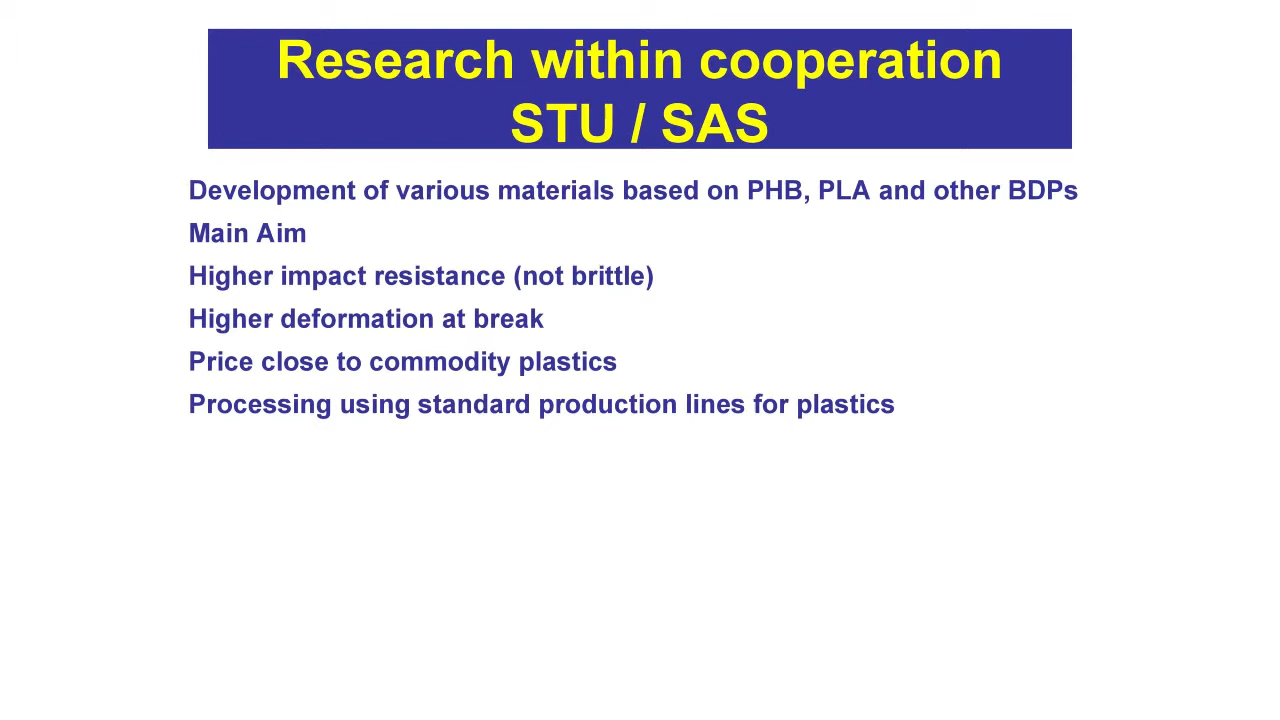 Research within cooperation
STU / SAS
Development of various materials based on PHB, PLA and other BDPs
Main Aim
Higher impact resistance (not brittle)
Higher deformation at break
Price close to commodity plastics
Processing using standard production lines for plastics